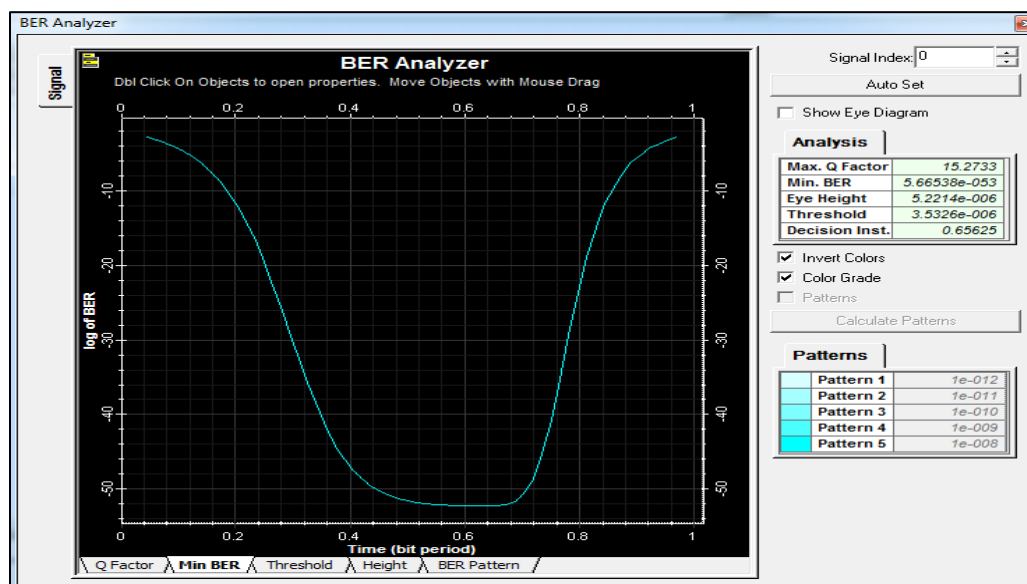 BER Analyzer
Signal
BER Analyzer
Dbl Click On Objects to open properties. Move Objects with Mouse Drag
0 0.2 0.4 0.6 0.8 1
log of BER
-10 -10
-20 -20
-30 -30
-40 -40
-50 -50
0 0.2 0.4 0.6 0.8 1
Time (bit period)
Q Factor Min BER Threshold Height BER Pattern
Signal Index: 0
Auto Set
Show Eye Diagram
Analysis
Max. Q Factor 15.2733
Min. BER 5.66538e-053
Eye Height 5.2214e-006
Threshold 3.5326e-006
Decision Inst. 0.65625
Invert Colors
Color Grade
Patterns
Calculate Patterns
Patterns
Pattern 1 1e-012
Pattern 2 1e-011
Pattern 3 1e-010
Pattern 4 1e-009
Pattern 5 1e-008